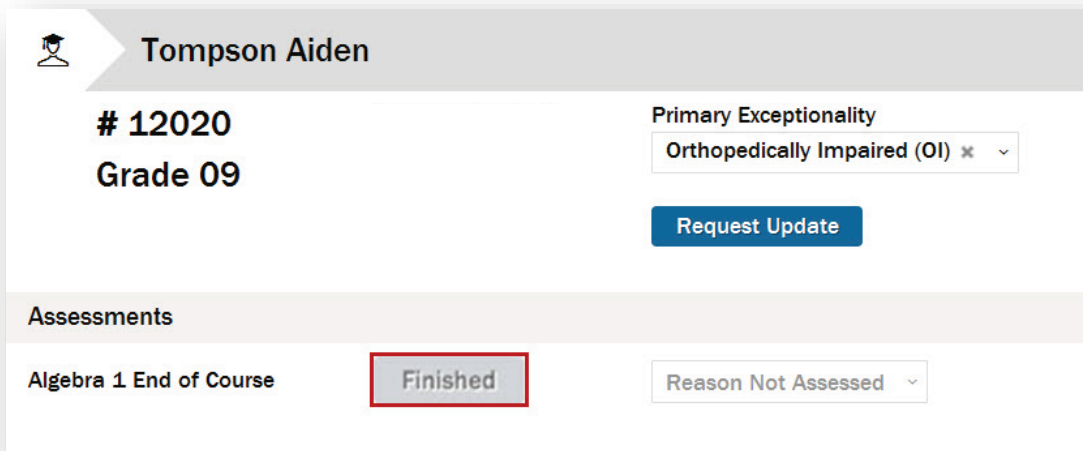 Tompson Aiden
# 12020
Grade 09
Primary Exceptionality
Orthopedically Impaired (OI)
Request Update
Assessments
Algebra 1 End of Course
Finished
Reason Not Assessed